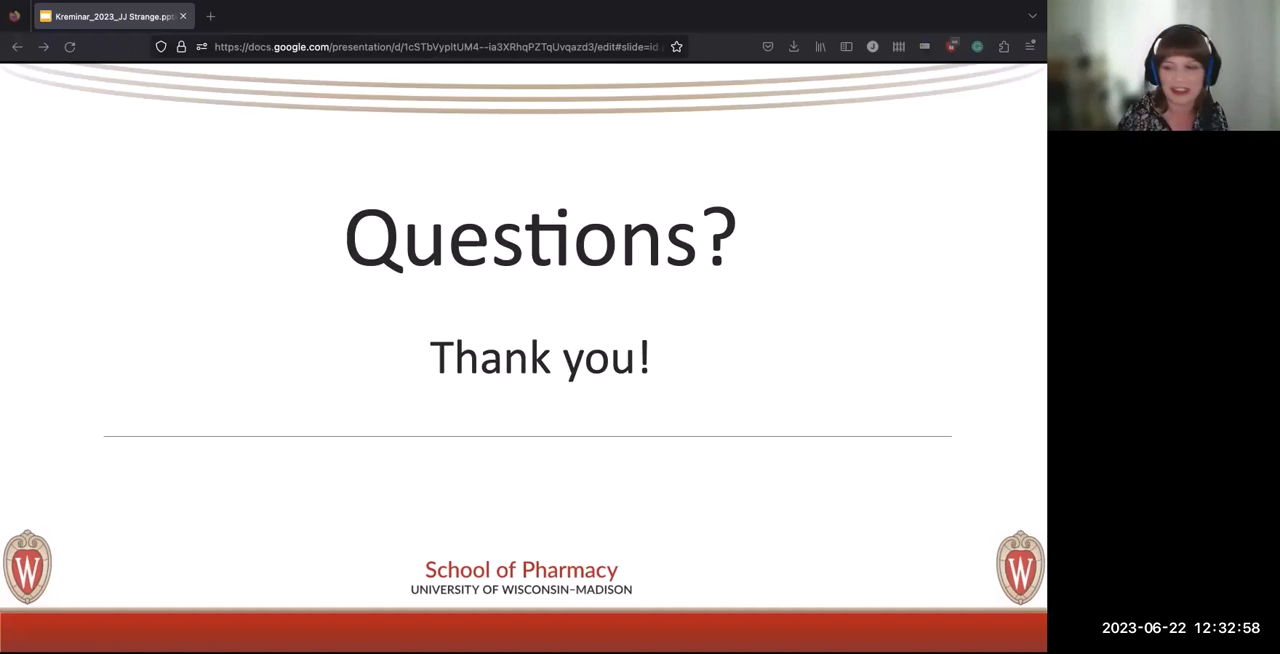 Kreminar_2023_JJ Strange.ppt
https://docs.google.com/presentation/d/1cSTbVypltUM4--ia3XRhqPZTqUvqazd3/edit#slide=id
Questions?
Thank you!
W
W
School of Pharmacy
UNIVERSITY OF WISCONSIN–MADISON
2023-06-22 12:32:58